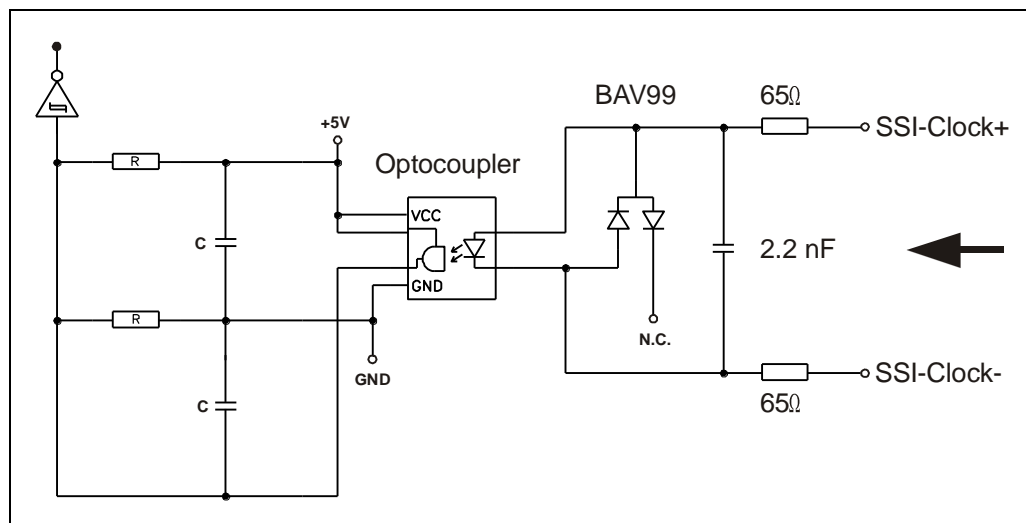 BAV99
65Ω
SSI-Clock+
+5V
Optocoupler
R
VCC
C
2.2 nF
GND
R
N.C.
GND
SSI-Clock-
C
65Ω